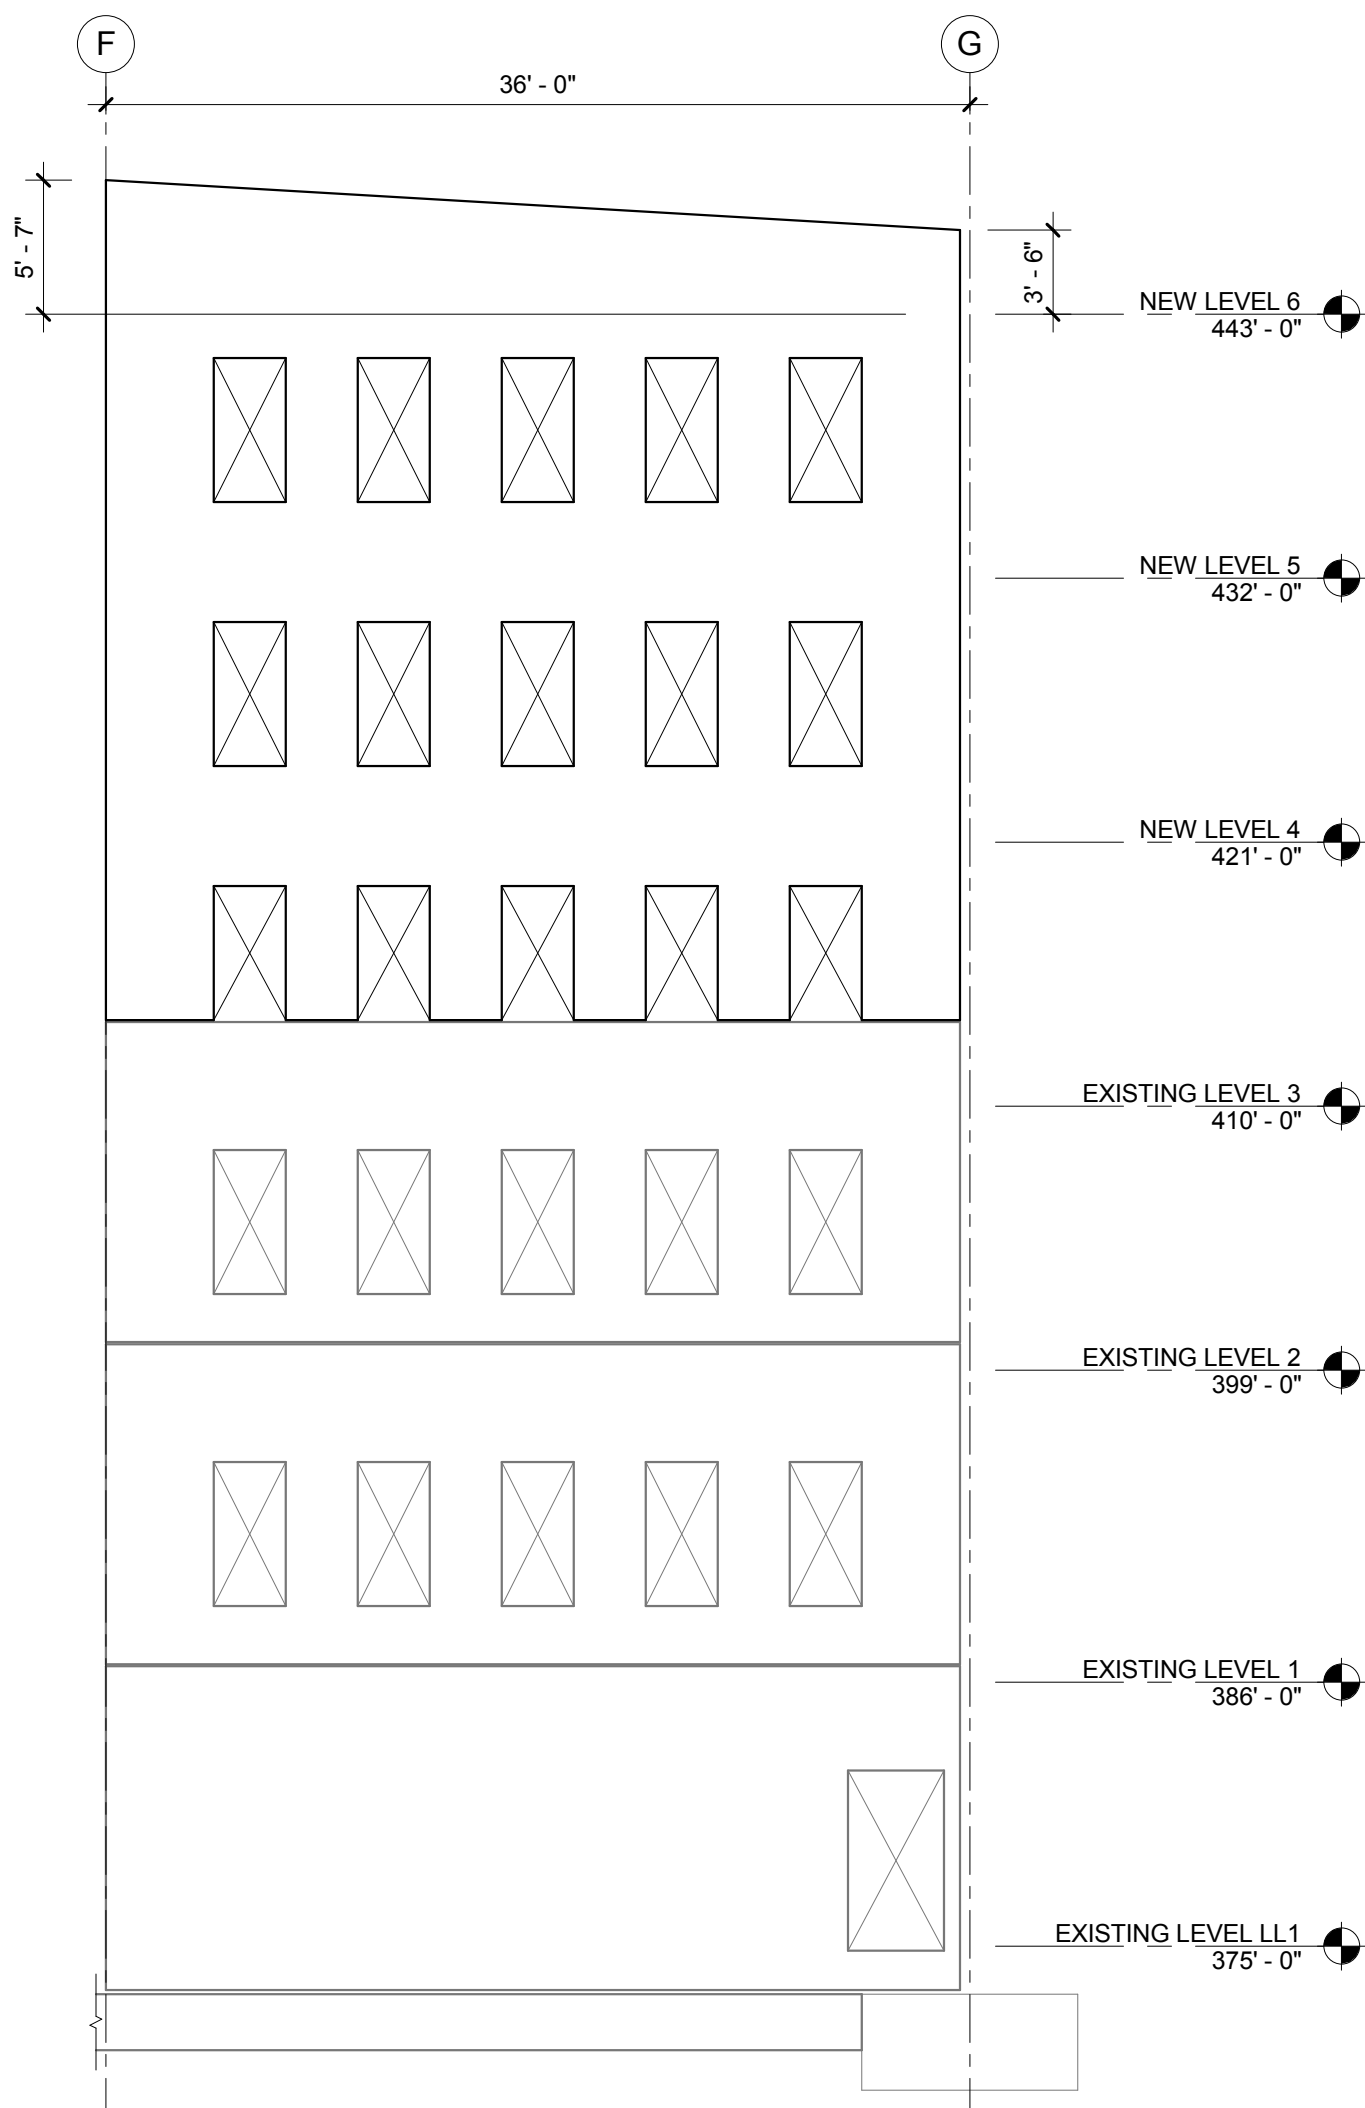 F
G
36' - 0"
5' - 7"
3' - 6"
NEW LEVEL 6
443' - 0"
NEW LEVEL 5
432' - 0"
NEW LEVEL 4
421' - 0"
EXISTING LEVEL 3
410' - 0"
EXISTING LEVEL 2
399' - 0"
EXISTING LEVEL 1
386' - 0"
EXISTING LEVEL LL1
375' - 0"